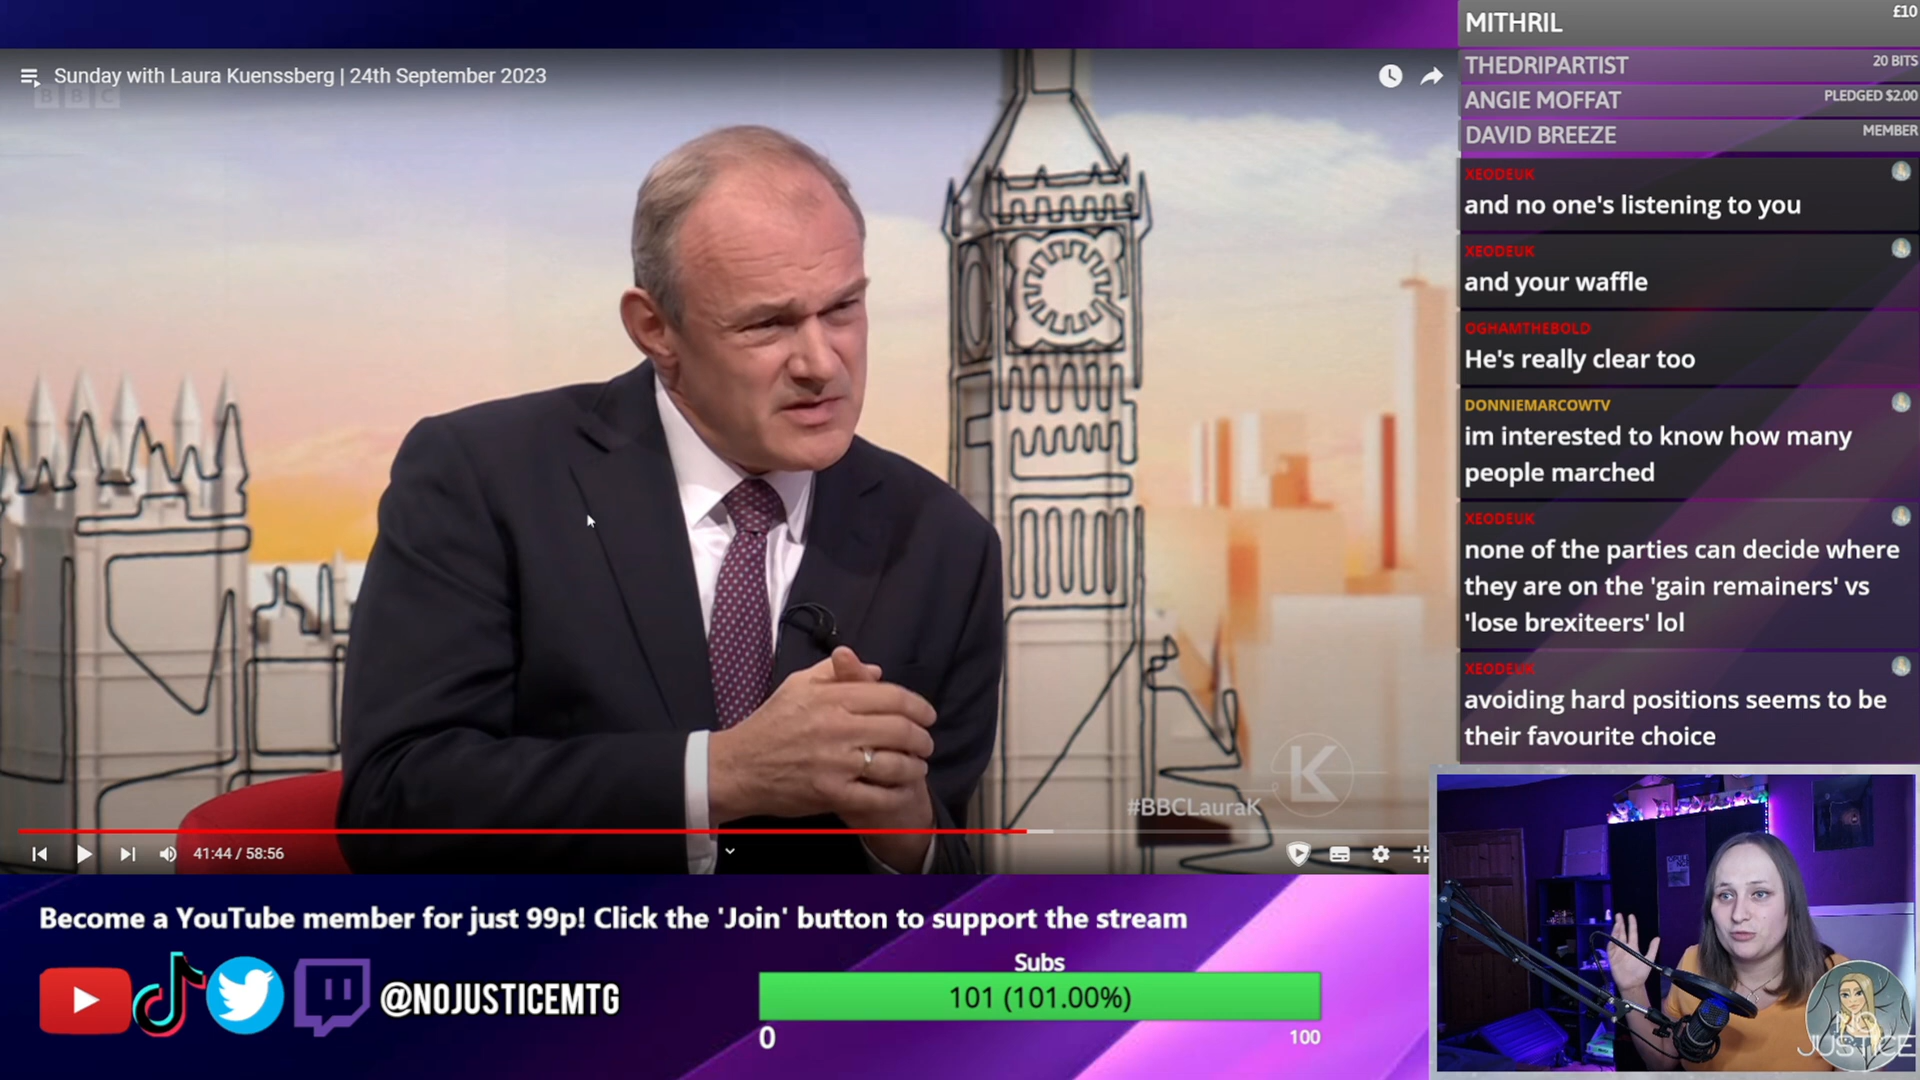 Sunday with Laura Kuenssberg | 24th September 2023
BBC
#BBCLauraK
LK
41:44 / 58:56
MITHRIL £10
THEDRIPARTIST 20 BITS
ANGIE MOFFAT PLEDGED $2.00
DAVID BREEZE MEMBER
XEODEUK
and no one's listening to you
XEODEUK
and your waffle
OGHAMTHEBOLD
He's really clear too
DONNIEMARCOWTV
im interested to know how many
people marched
XEODEUK
none of the parties can decide where
they are on the 'gain remainers' vs
'lose brexiteers' lol
XEODEUK
avoiding hard positions seems to be
their favourite choice
Become a YouTube member for just 99p! Click the 'Join' button to support the stream
@NOJUSTICEMTG
Subs
101 (101.00%)
0 100
NO
JUSTICE